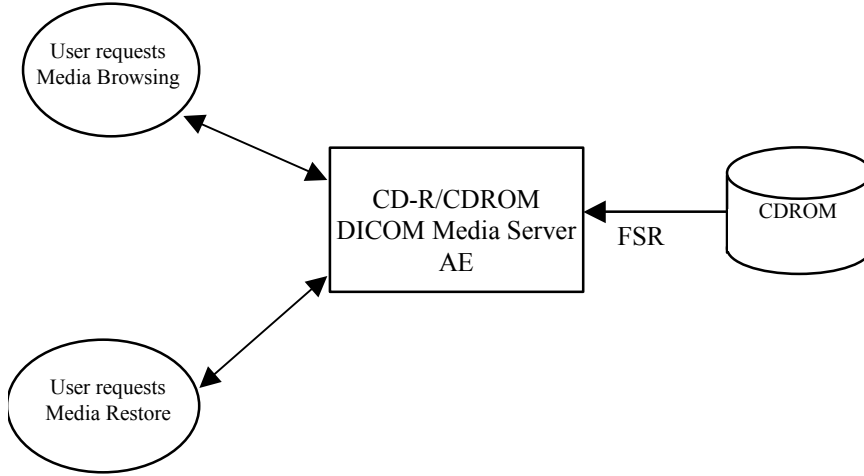 User requests
Media Browsing
CD-R/CDROM
DICOM Media Server
AE
FSR
CDROM
User requests
Media Restore